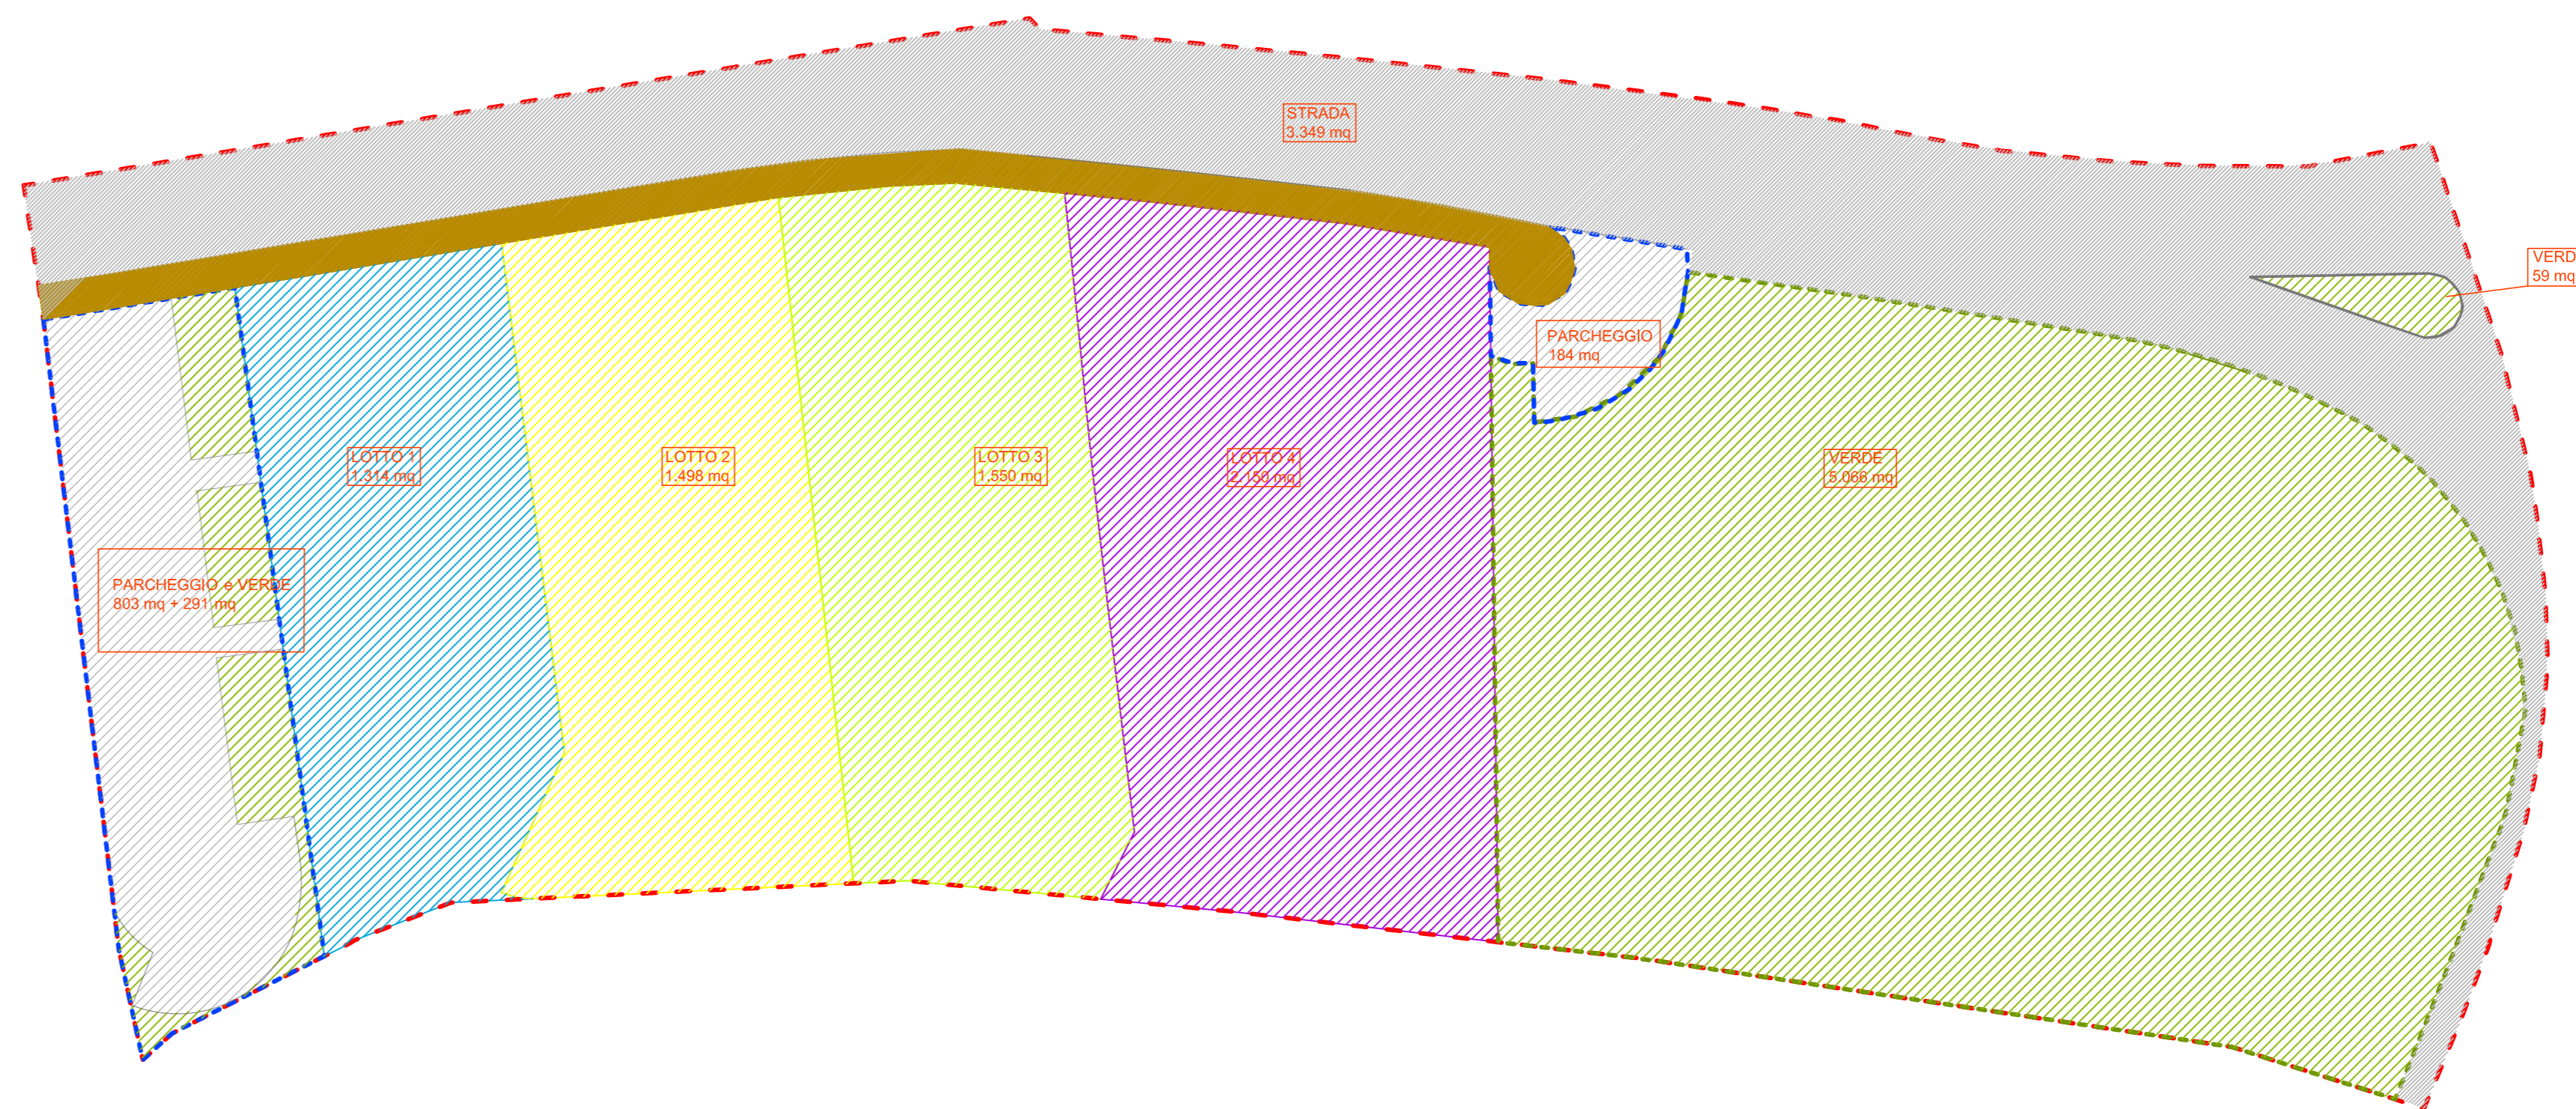 STRADA
3.349 mq
VERD
59 mq
PARCHEGGIO
184 mq
LOTTO 1
1.314 mq
LOTTO 2
1.498 mq
LOTTO 3
1.550 mq
LOTTO 4
2.150 mq
VERDE
5.066 mq
PARCHEGGIO e VERDE
803 mq + 291 mq